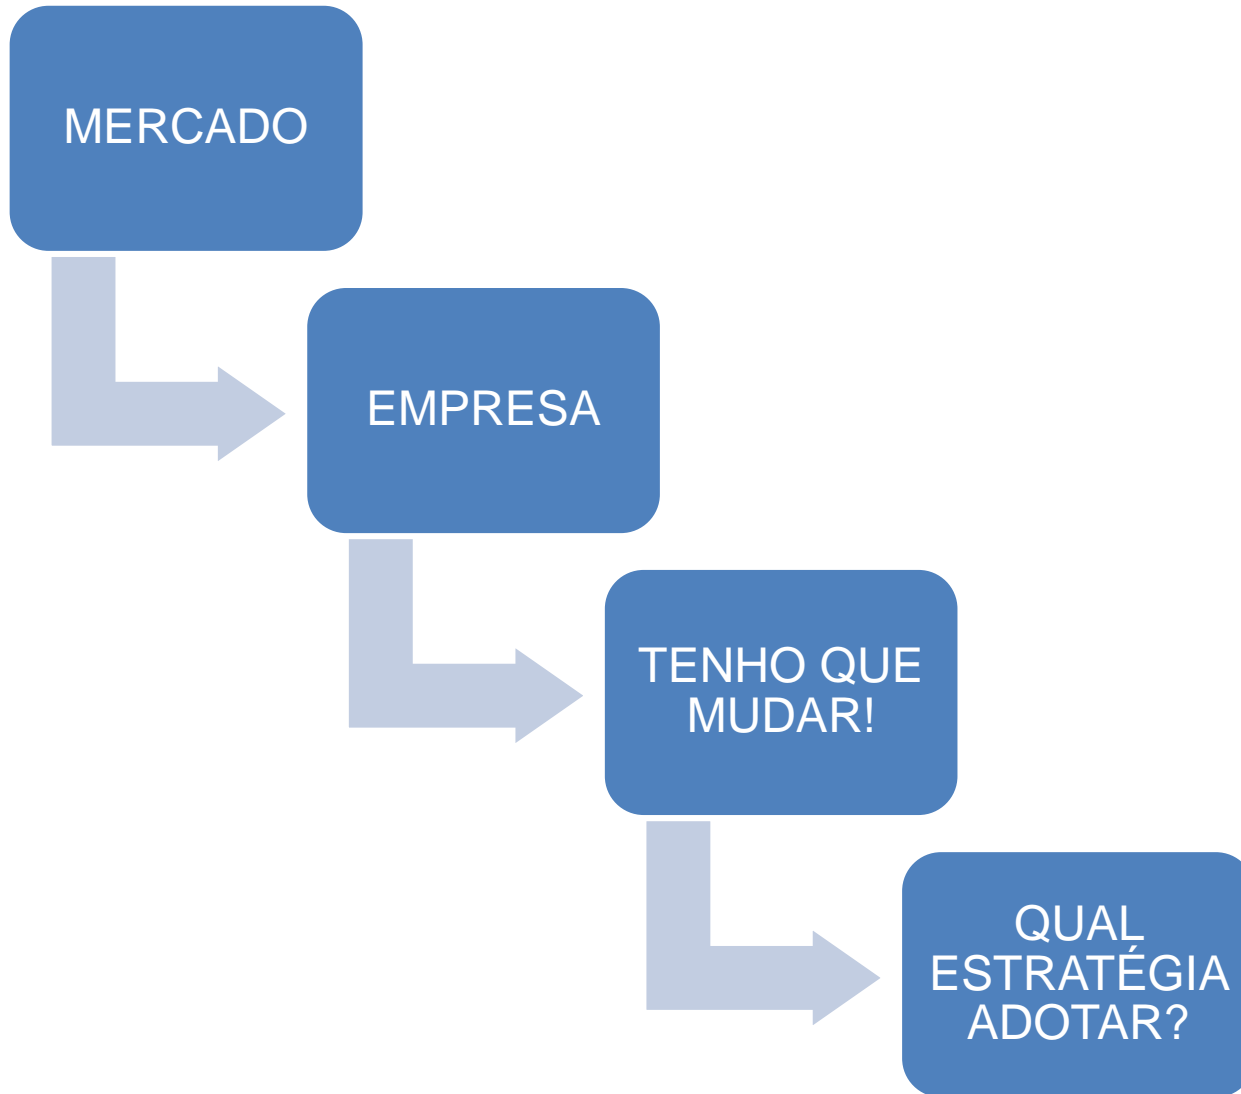 MERCADO
EMPRESA
TENHO QUE
MUDAR!
QUAL
ESTRATÉGIA
ADOTAR?